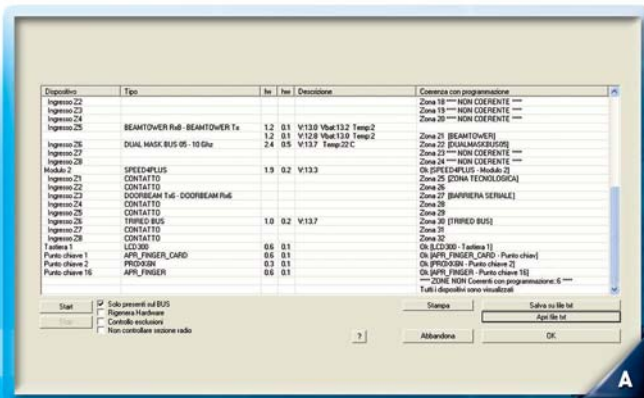 Dispositivo Tipo fw hw Descrizione Coerenza con programmazione
Ingresso Z2 Zona 18 **** NON COERENTE ****
Ingresso Z3 Zona 19 **** NON COERENTE ****
Ingresso Z4 Zona 20 **** NON COERENTE ****
Ingresso Z5 BEAMTOWER Rx8 - BEAMTOWER Tx 1.2 0.1 V:13.0 Vbat:13.2 Temp:2
1.2 0.1 V:12.8 Vbat:13.0 Temp:2 Zona 21 [BEAMTOWER]
Ingresso Z6 DUAL MASK BUS 05 - 10 Ghz 2.4 0.5 V:13.7 Temp:22'C Zona 22 [DUALMASKBUS05]
Ingresso Z7 Zona 23 **** NON COERENTE ****
Ingresso Z8 Zona 24 **** NON COERENTE ****
Modulo 2 SPEED4PLUS 1.9 0.2 V:13.3 Ok [SPEED4PLUS - Modulo 2]
Ingresso Z1 CONTATTO Zona 25 [ZONA TECNOLOGICA]
Ingresso Z2 CONTATTO Zona 26
Ingresso Z3 DOORBEAM Tx6 - DOORBEAM Rx6 Zona 27 [BARRIERA SERIALE]
Ingresso Z4 CONTATTO Zona 28
Ingresso Z5 CONTATTO Zona 29
Ingresso Z6 TRIRED BUS 1.0 0.2 V:13.7 Zona 30 [TRIRED BUS]
Ingresso Z7 CONTATTO Zona 31
Ingresso Z8 CONTATTO Zona 32
Tastiera 1 LCD300 0.6 0.1 Ok [LCD300 - Tastiera 1]
Punto chiave 1 APR_FINGER_CARD 0.6 0.1 Ok [APR_FINGER_CARD - Punto chiav]
Punto chiave 2 PROXI6N 0.3 0.1 Ok [PROXI6N - Punto chiave 2]
Punto chiave 16 APR_FINGER 0.6 0.1 Ok [APR_FINGER - Punto chiave 16]
**** ZONE NON Coerenti con programmazione: 6 ****
Tutti i dispositivi sono visualizzati
Start Solo presenti sul BUS Stampa Salva su file txt
Rigenera Hardware Apri file txt
Stop Controllo esclusioni
Non controllare sezione radio ? Abbandona OK
A